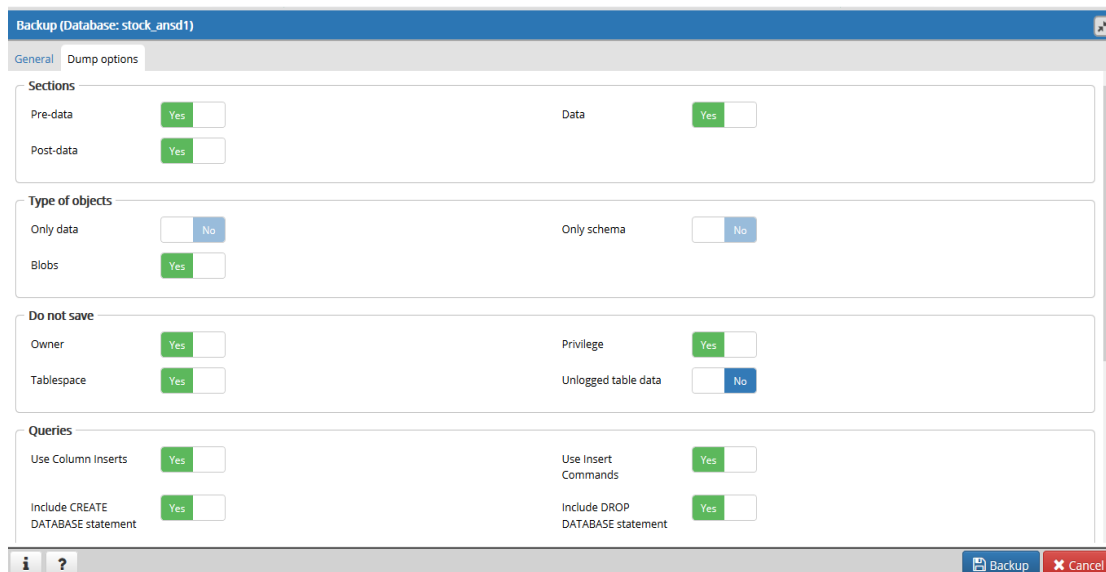 Backup (Database: stock_ansd1)
General Dump options
Sections
Pre-data Yes Data Yes
Post-data Yes
Type of objects
Only data No Only schema No
Blobs Yes
Do not save
Owner Yes Privilege Yes
Tablespace Yes Unlogged table data No
Queries
Use Column Inserts Yes Use Insert
Commands Yes
Include CREATE
DATABASE statement Yes Include DROP
DATABASE statement Yes
i ? Backup Cancel